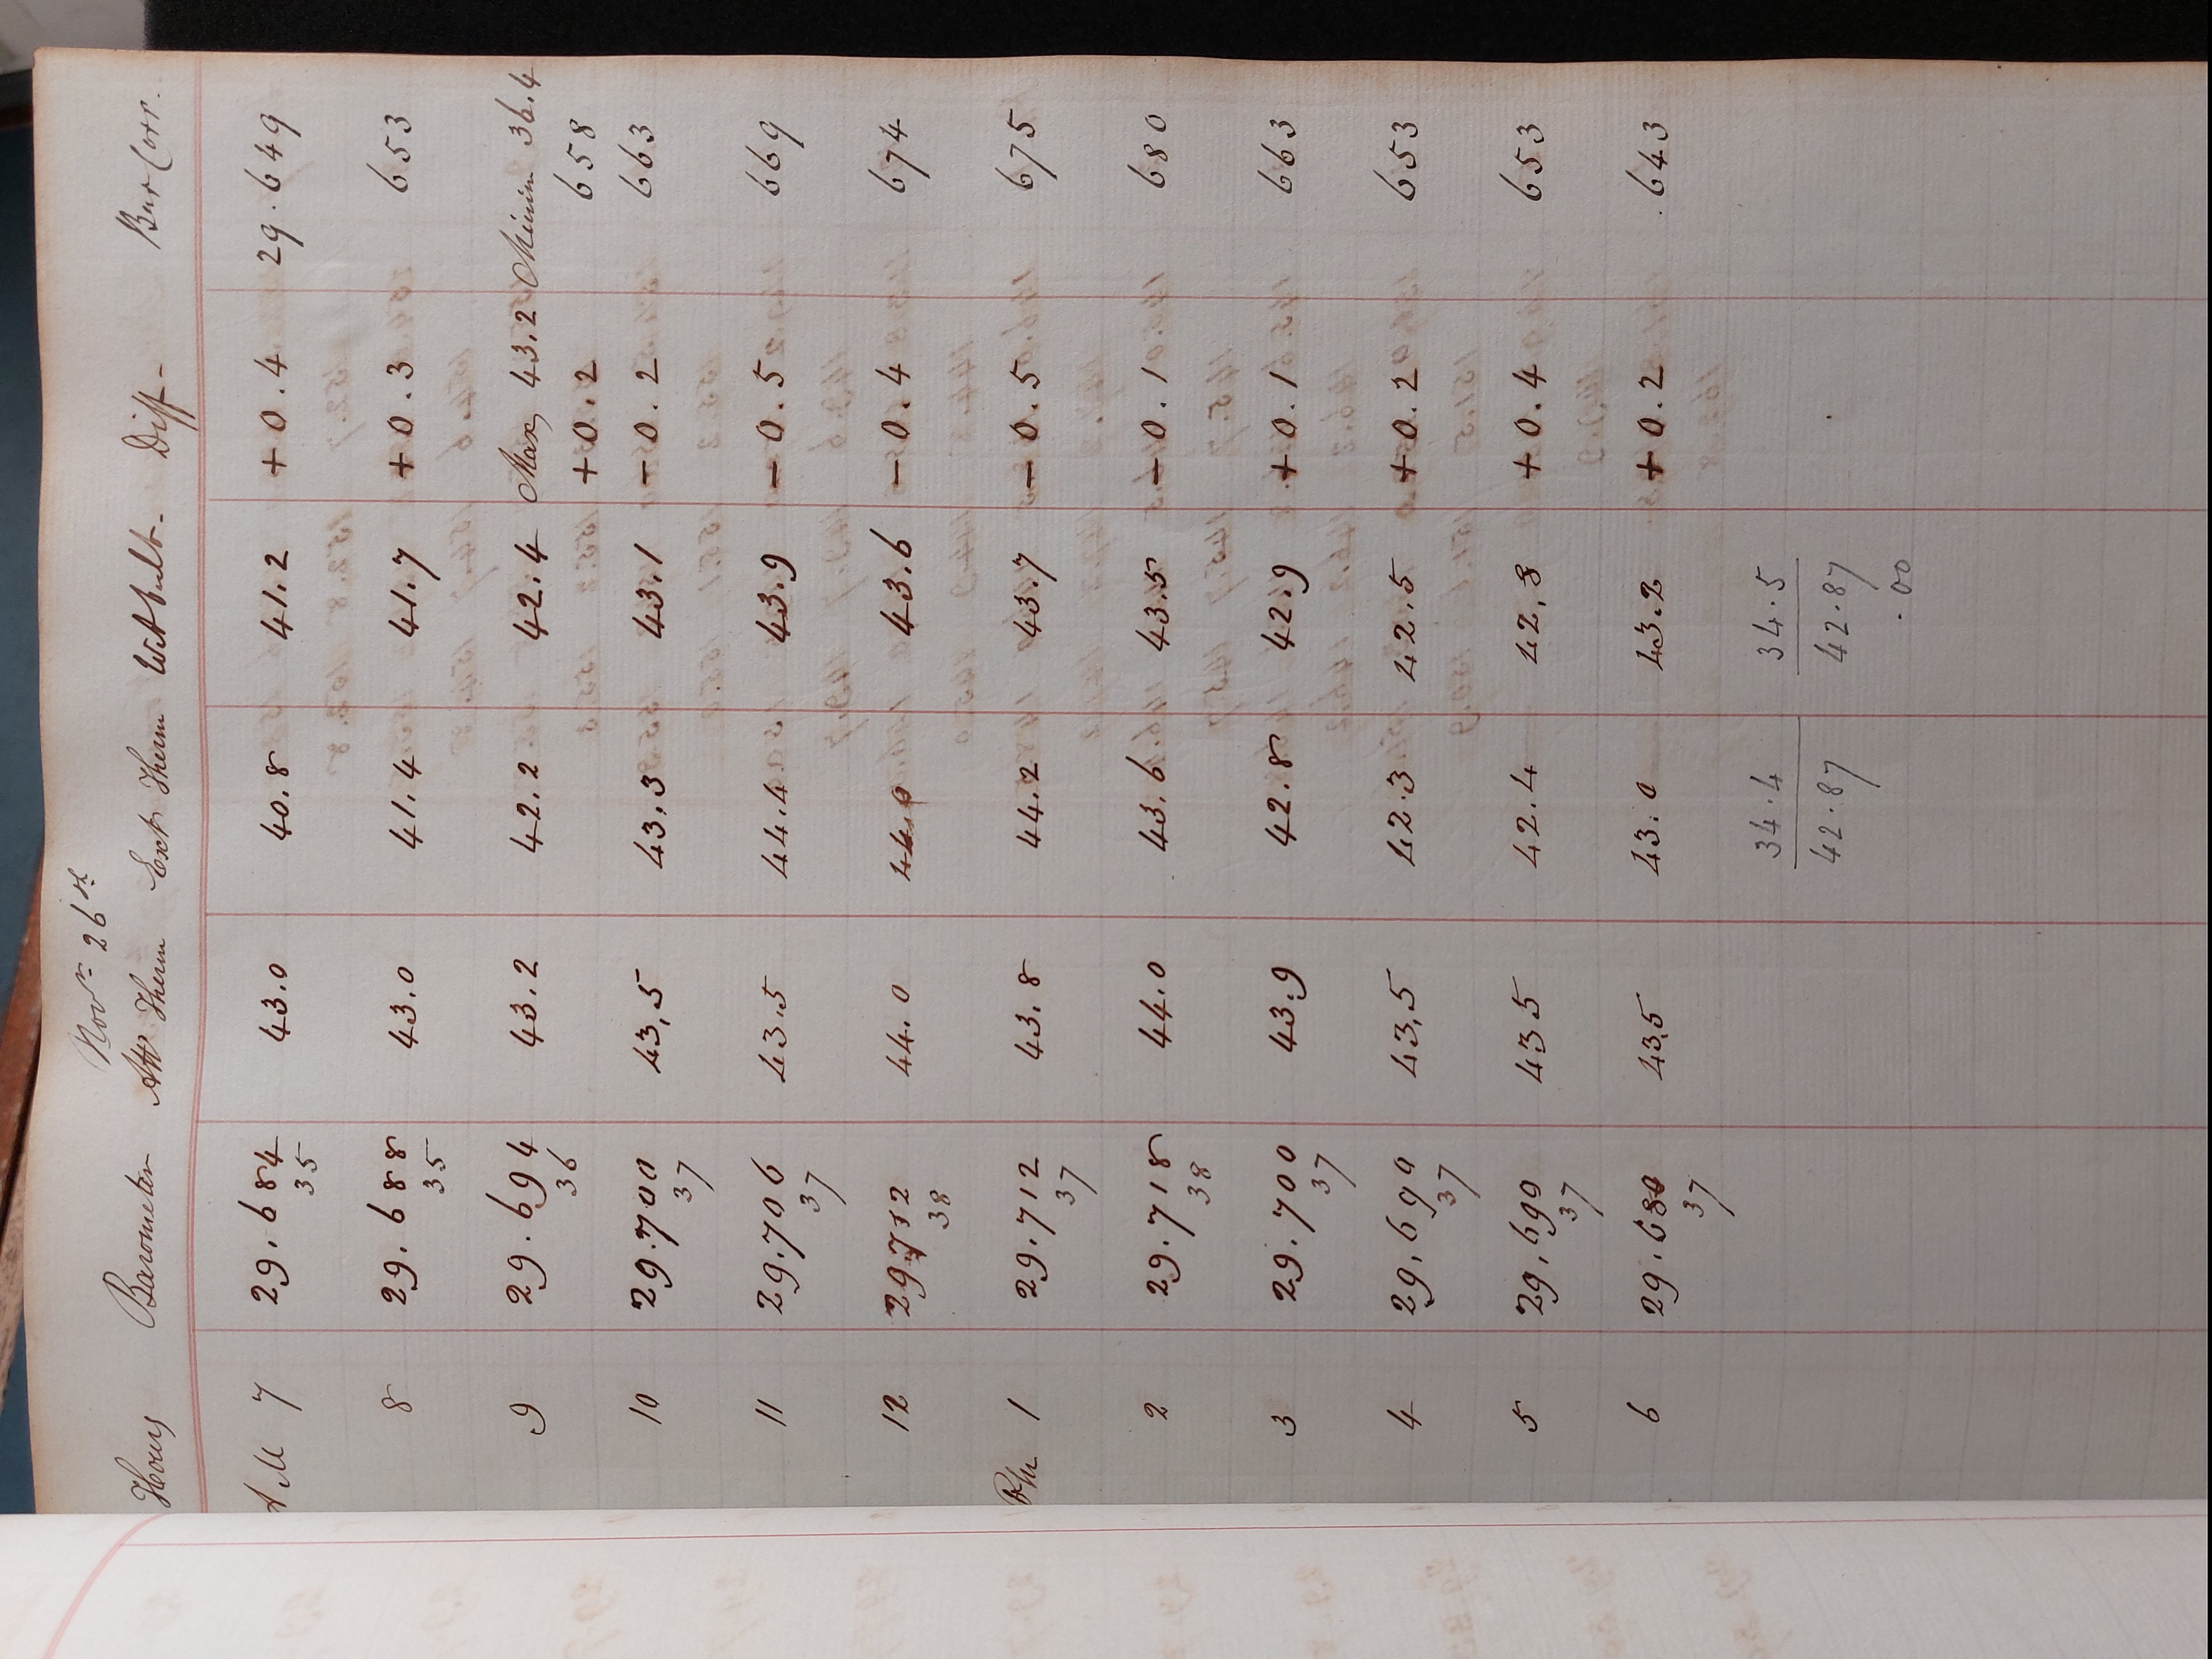 Novr 26th
Hours Barometer Att Therm Ext Therm Wet bulb- Diff- Bar Corr.
AM 7 29.684 43.0 40.8 41.2 +0.4 29.649
35
8 29.688 43.0 41.4 41.7 +0.3 653
35
9 29.694 43.2 42.2 42.4 Max, 43.2 Minim 36.4
36 +0.2 658
10 29.700 43,5 43.3 43.1 -0.2 663
37
11 29.706 43.5 44.4 43.9 -0.5 669
37
12 29.712 44.0 44.0 43.6 -0.4 674
38
Pm 1 29.712 43.8 44.2 43.7 -0.5 675
37
2 29.718 44.0 43.6 43.5 -0.1 680
38
3 29.700 43.9 42.8 42.9 +0.1 663
37
4 29,690 43,5 42.3 42.5 +0.2 653
37
5 29,690 435 42.4 42,8 +0.4 653
37
6 29.680 43,5 43.0 43.2 +0.2 .643
37
34.4 34.5
42.87 42.87
.00